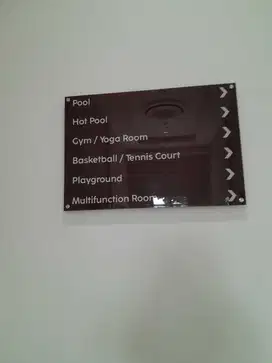 Pool
Hot Pool
Gym / Yoga Room
Basketball / Tennis Court
Playground
Multifunction Room